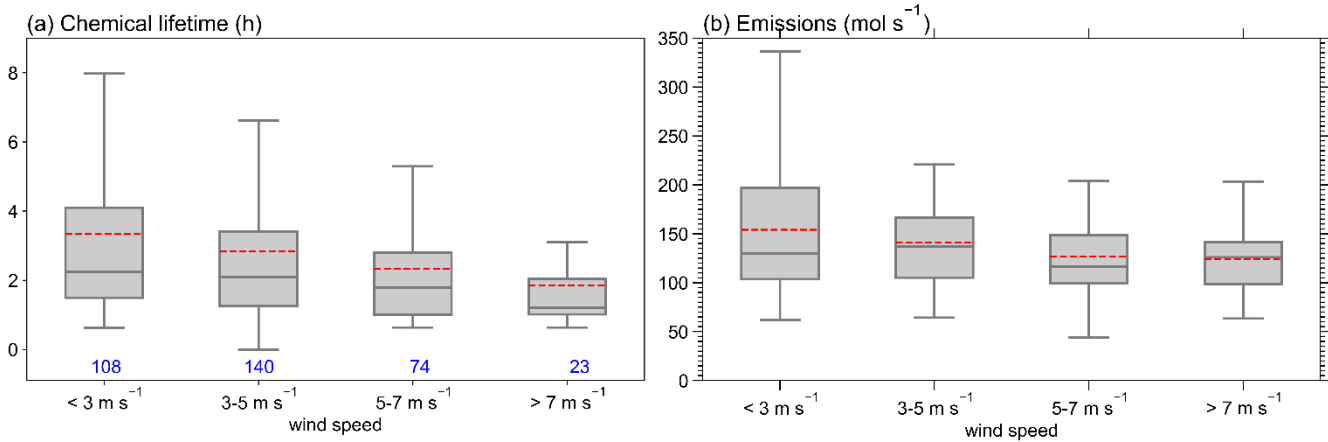 (a) Chemical lifetime (h)
8
6
4
2
0
108 140 74 23
< 3 m s⁻¹ 3-5 m s⁻¹ 5-7 m s⁻¹ > 7 m s⁻¹
wind speed
(b) Emissions (mol s⁻¹)
350
300
250
200
150
100
50
0
< 3 m s⁻¹ 3-5 m s⁻¹ 5-7 m s⁻¹ > 7 m s⁻¹
wind speed